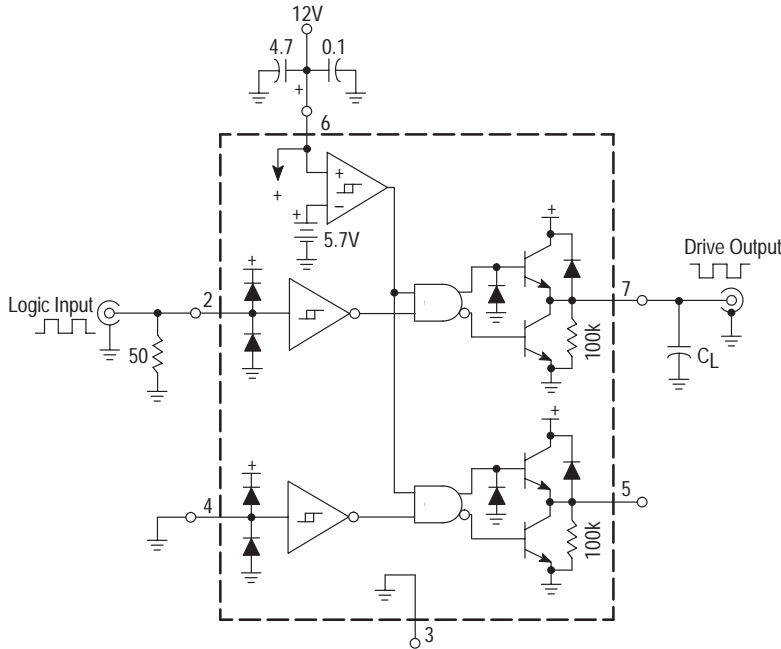 12V
4.7
0.1
+
6
+
+
−
+
5.7V
+
+
Drive Output
Logic Input
2
7
50
100k
CL
+
+
4
5
100k
3